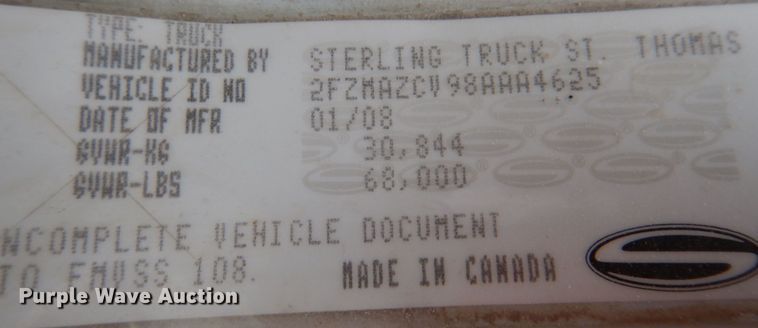 TYPE: TRUCK
MANUFACTURED BY STERLING TRUCK ST. THOMAS
VEHICLE ID NO 2FZMAZCV98AAA4625
DATE OF MFR 01/08
GVWR-KG 30,844
GVWR-LBS 68,000
NCOMPLETE VEHICLE DOCUMENT
TO FMVSS 108.
MADE IN CANADA
Purple Wave Auction